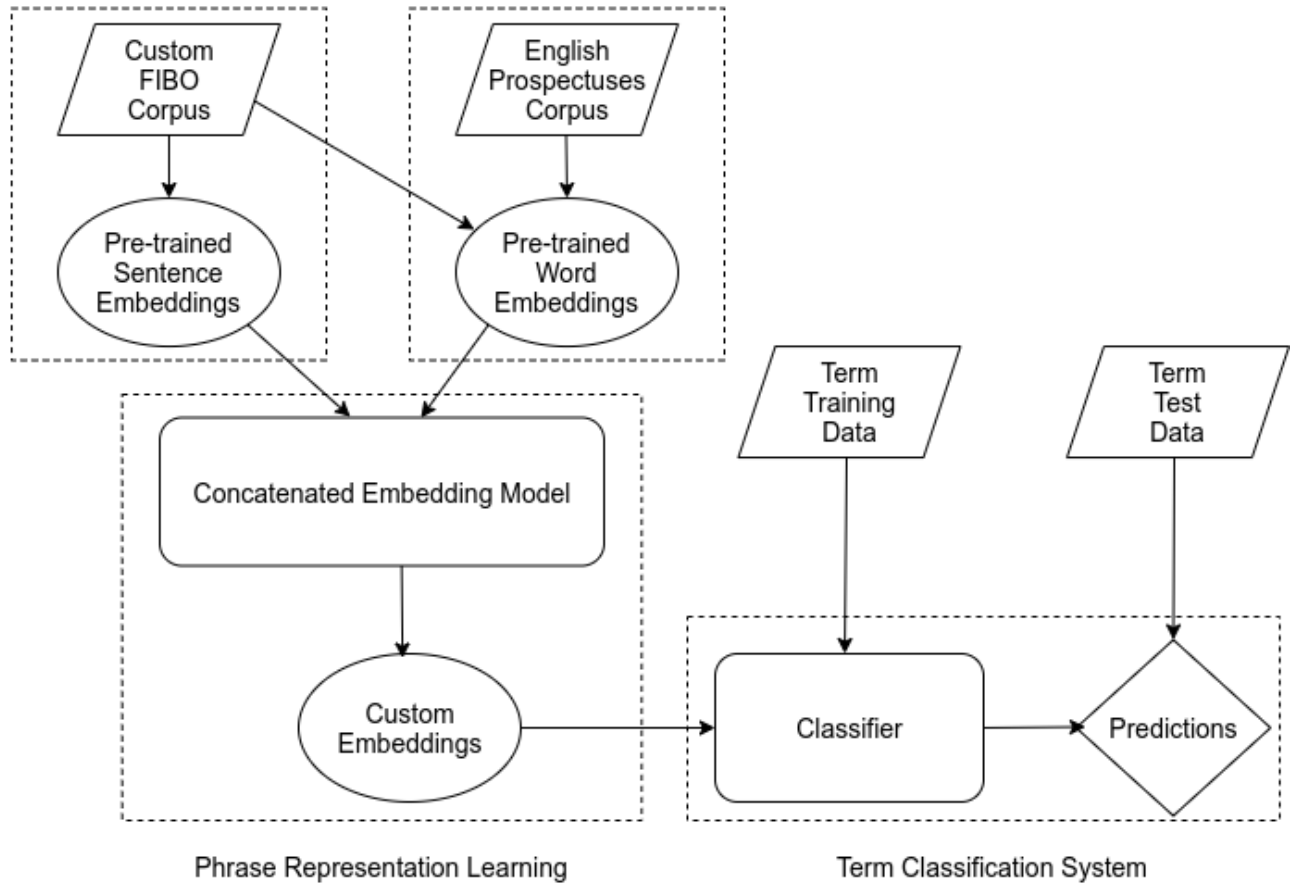 Custom
FIBO
Corpus
English
Prospectuses
Corpus
Pre-trained
Sentence
Embeddings
Pre-trained
Word
Embeddings
Term
Training
Data
Term
Test
Data
Concatenated Embedding Model
Custom
Embeddings
Classifier
Predictions
Phrase Representation Learning
Term Classification System